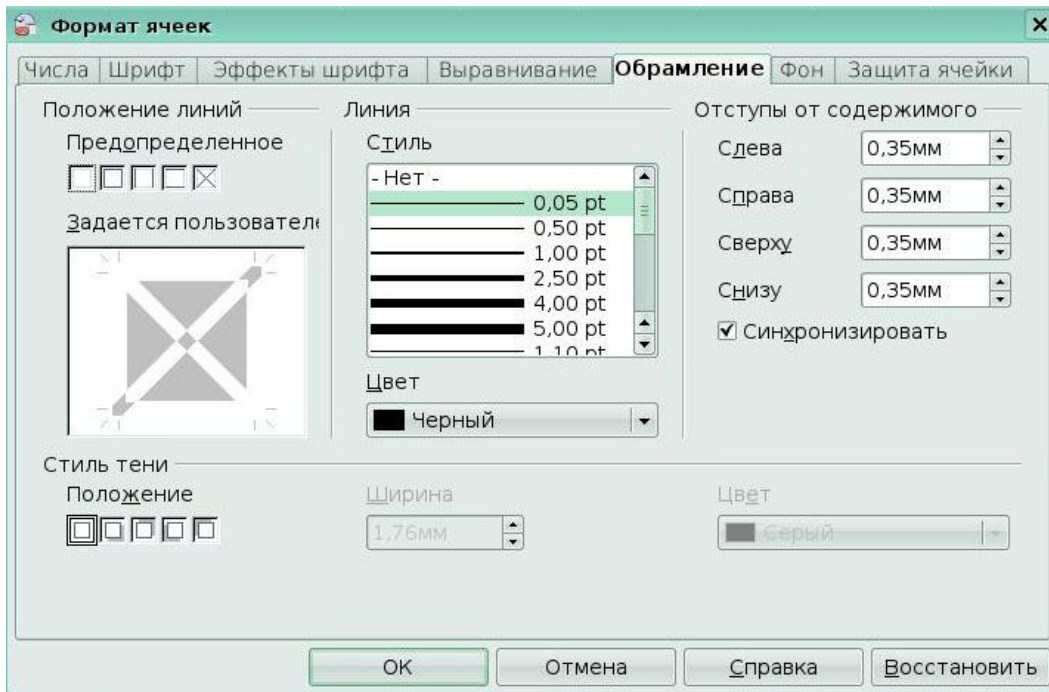 Формат ячеек
Числа Шрифт Эффекты шрифта Выравнивание Обрамление Фон Защита ячейки
Положение линий
Предопределенное
Задается пользователе
Линия
Стиль
- Нет -
0,05 pt
0,50 pt
1,00 pt
2,50 pt
4,00 pt
5,00 pt
1,10 pt
Цвет
Черный
Отступы от содержимого
Слева 0,35мм
Справа 0,35мм
Сверху 0,35мм
Снизу 0,35мм
Синхронизировать
Стиль тени
Положение
Ширина
1,76мм
Цвет
Серый
OK Отмена Справка Восстановить